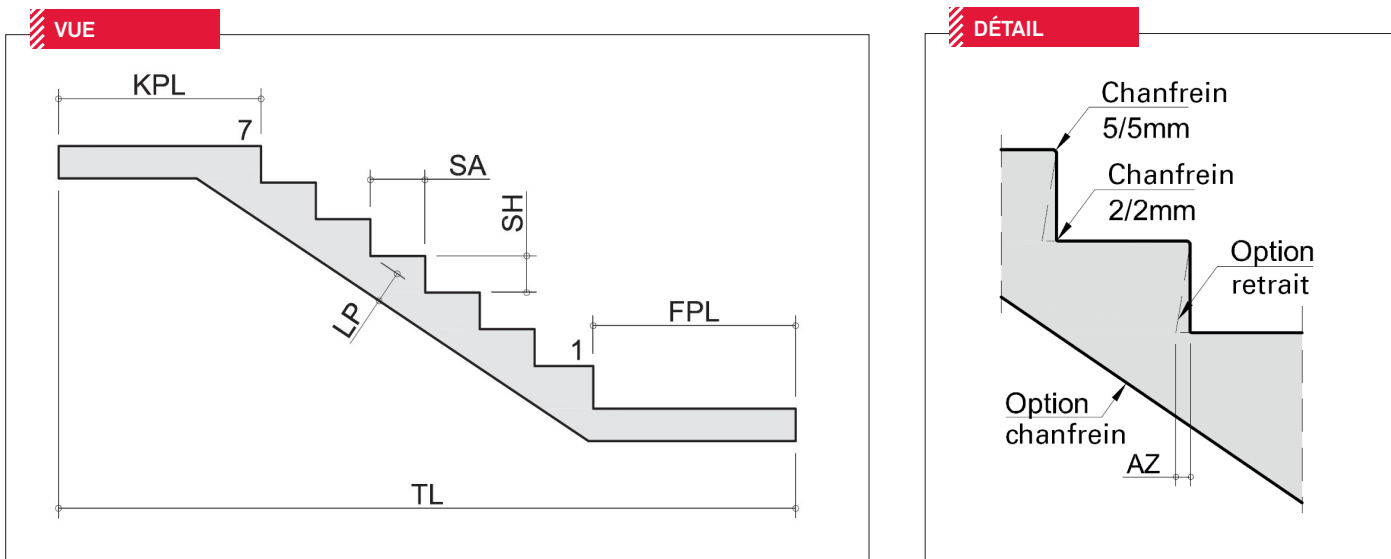 VUE
KPL
7
SA
SH
LP
FPL
1
TL
DÉTAIL
Chanfrein
5/5mm
Chanfrein
2/2mm
Option
retrait
Option
chanfrein
AZ